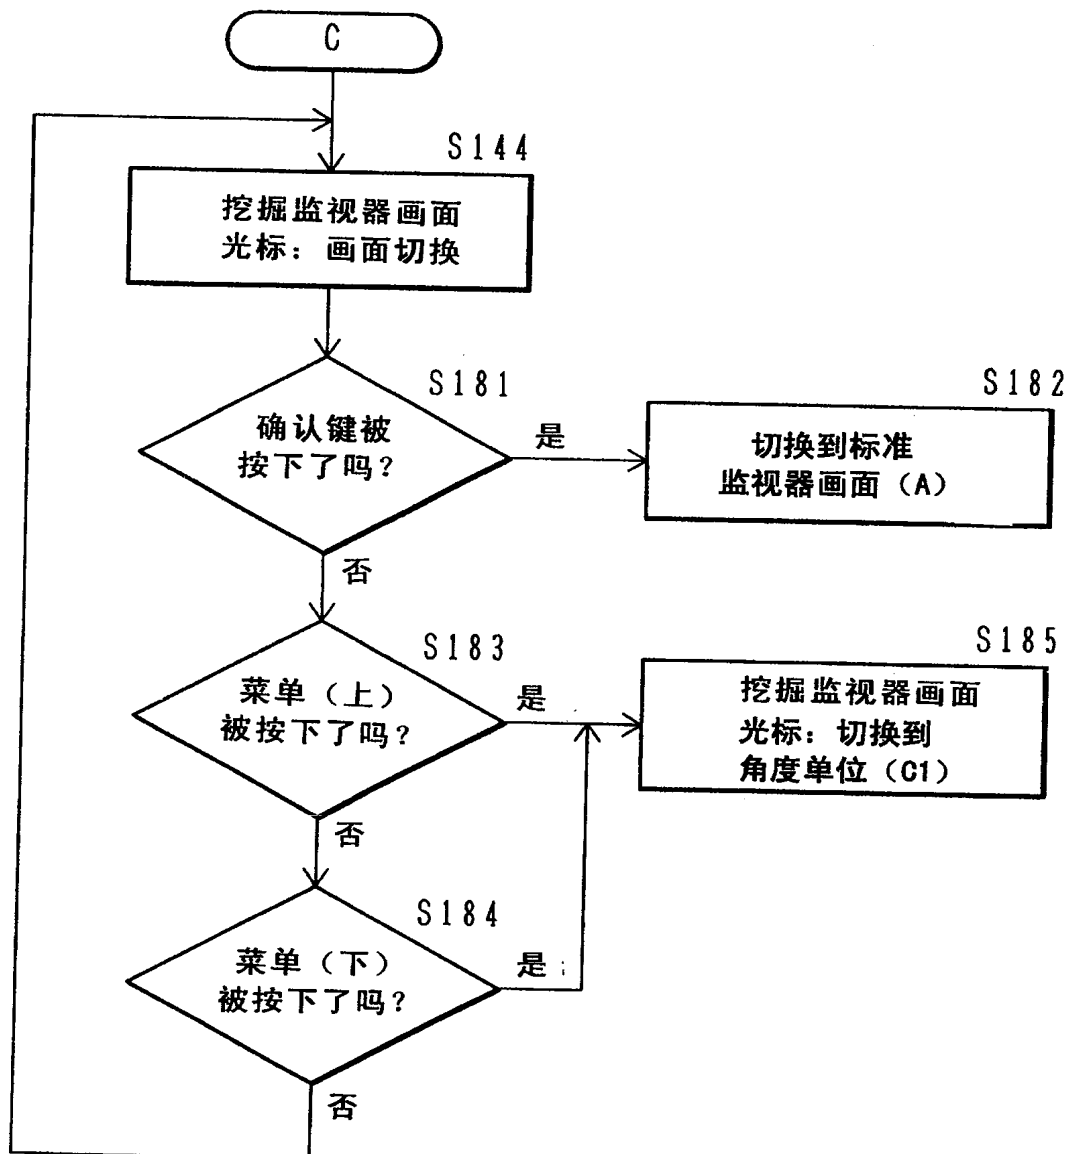 C
S144
挖掘监视器画面
光标：画面切换
S181
确认键被
按下了吗？
是
S182
切换到标准
监视器画面（A）
否
S183
菜单（上）
被按下了吗？
是
S185
挖掘监视器画面
光标：切换到
角度单位（C1）
否
S184
菜单（下）
被按下了吗？
是
否